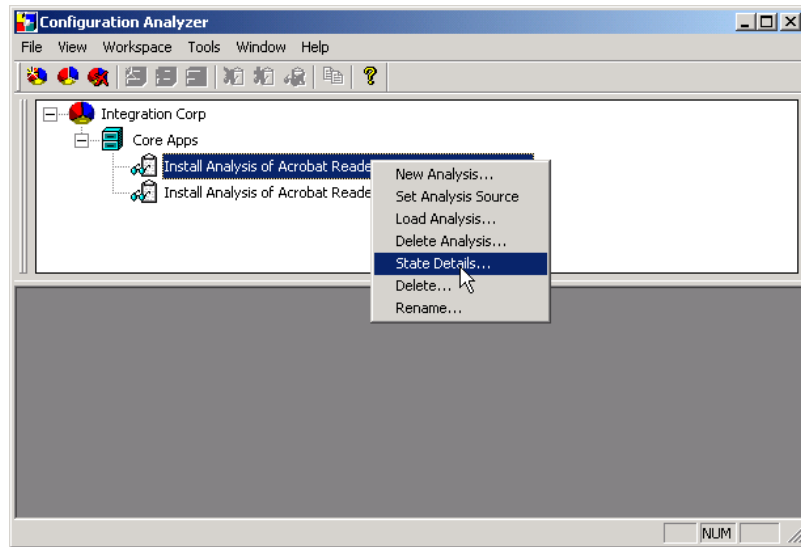 Configuration Analyzer
File View Workspace Tools Window Help
Integration Corp
Core Apps
Install Analysis of Acrobat Reade
Install Analysis of Acrobat Reade
New Analysis...
Set Analysis Source
Load Analysis...
Delete Analysis...
State Details...
Delete...
Rename...
NUM